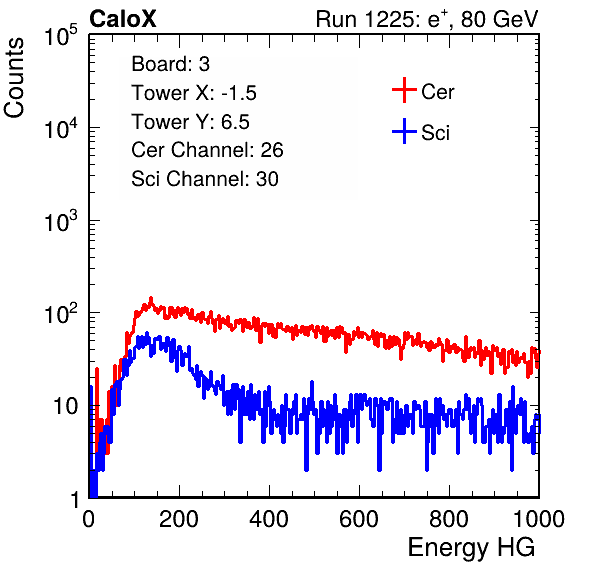 CaloX Run 1225: e⁺, 80 GeV
Counts
Board: 3
Tower X: -1.5
Tower Y: 6.5
Cer Channel: 26
Sci Channel: 30
Cer
Sci
10⁵
10⁴
10³
10²
10
1
0 200 400 600 800 1000
Energy HG